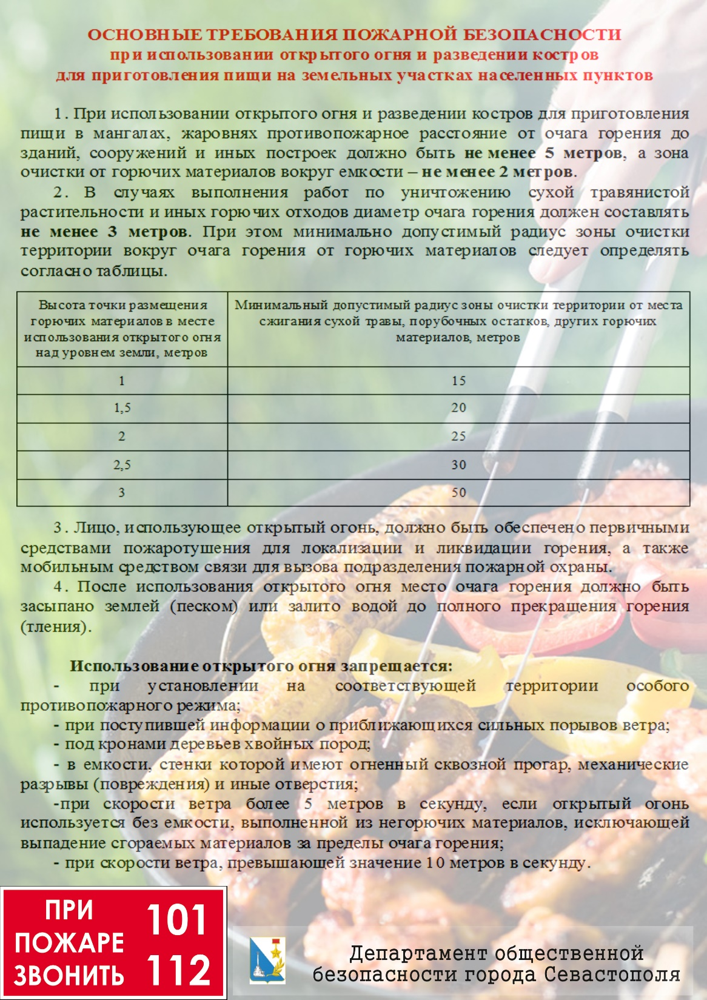 ОСНОВНЫЕ ТРЕБОВАНИЯ ПОЖАРНОЙ БЕЗОПАСНОСТИ
при использовании открытого огня и разведении костров
для приготовления пищи на земельных участках населенных пунктов
1. При использовании открытого огня и разведении костров для приготовления
пищи в мангалах, жаровнях противопожарное расстояние от очага горения до
зданий, сооружений и иных построек должно быть не менее 5 метров, а зона
очистки от горючих материалов вокруг емкости – не менее 2 метров.
2. В случаях выполнения работ по уничтожению сухой травянистой
растительности и иных горючих отходов диаметр очага горения должен составлять
не менее 3 метров. При этом минимально допустимый радиус зоны очистки
территории вокруг очага горения от горючих материалов следует определять
согласно таблицы.
Высота точки размещения
горючих материалов в месте
использования открытого огня
над уровнем земли, метров
Минимальный допустимый радиус зоны очистки территории от места
сжигания сухой травы, порубочных остатков, других горючих
материалов, метров
1 15
1,5 20
2 25
2,5 30
3 50
3. Лицо, использующее открытый огонь, должно быть обеспечено первичными
средствами пожаротушения для локализации и ликвидации горения, а также
мобильным средством связи для вызова подразделения пожарной охраны.
4. После использования открытого огня место очага горения должно быть
засыпано землей (песком) или залито водой до полного прекращения горения
(тления).
Использование открытого огня запрещается:
- при установлении на соответствующей территории особого
противопожарного режима;
- при поступившей информации о приближающихся сильных порывов ветра;
- под кронами деревьев хвойных пород;
- в емкости, стенки которой имеют огненный сквозной прогар, механические
разрывы (повреждения) и иные отверстия;
-при скорости ветра более 5 метров в секунду, если открытый огонь
используется без емкости, выполненной из негорючих материалов, исключающей
выпадение сгораемых материалов за пределы очага горения;
- при скорости ветра, превышающей значение 10 метров в секунду.
ПРИ
ПОЖАРЕ
ЗВОНИТЬ
101
112
Департамент общественной
безопасности города Севастополя